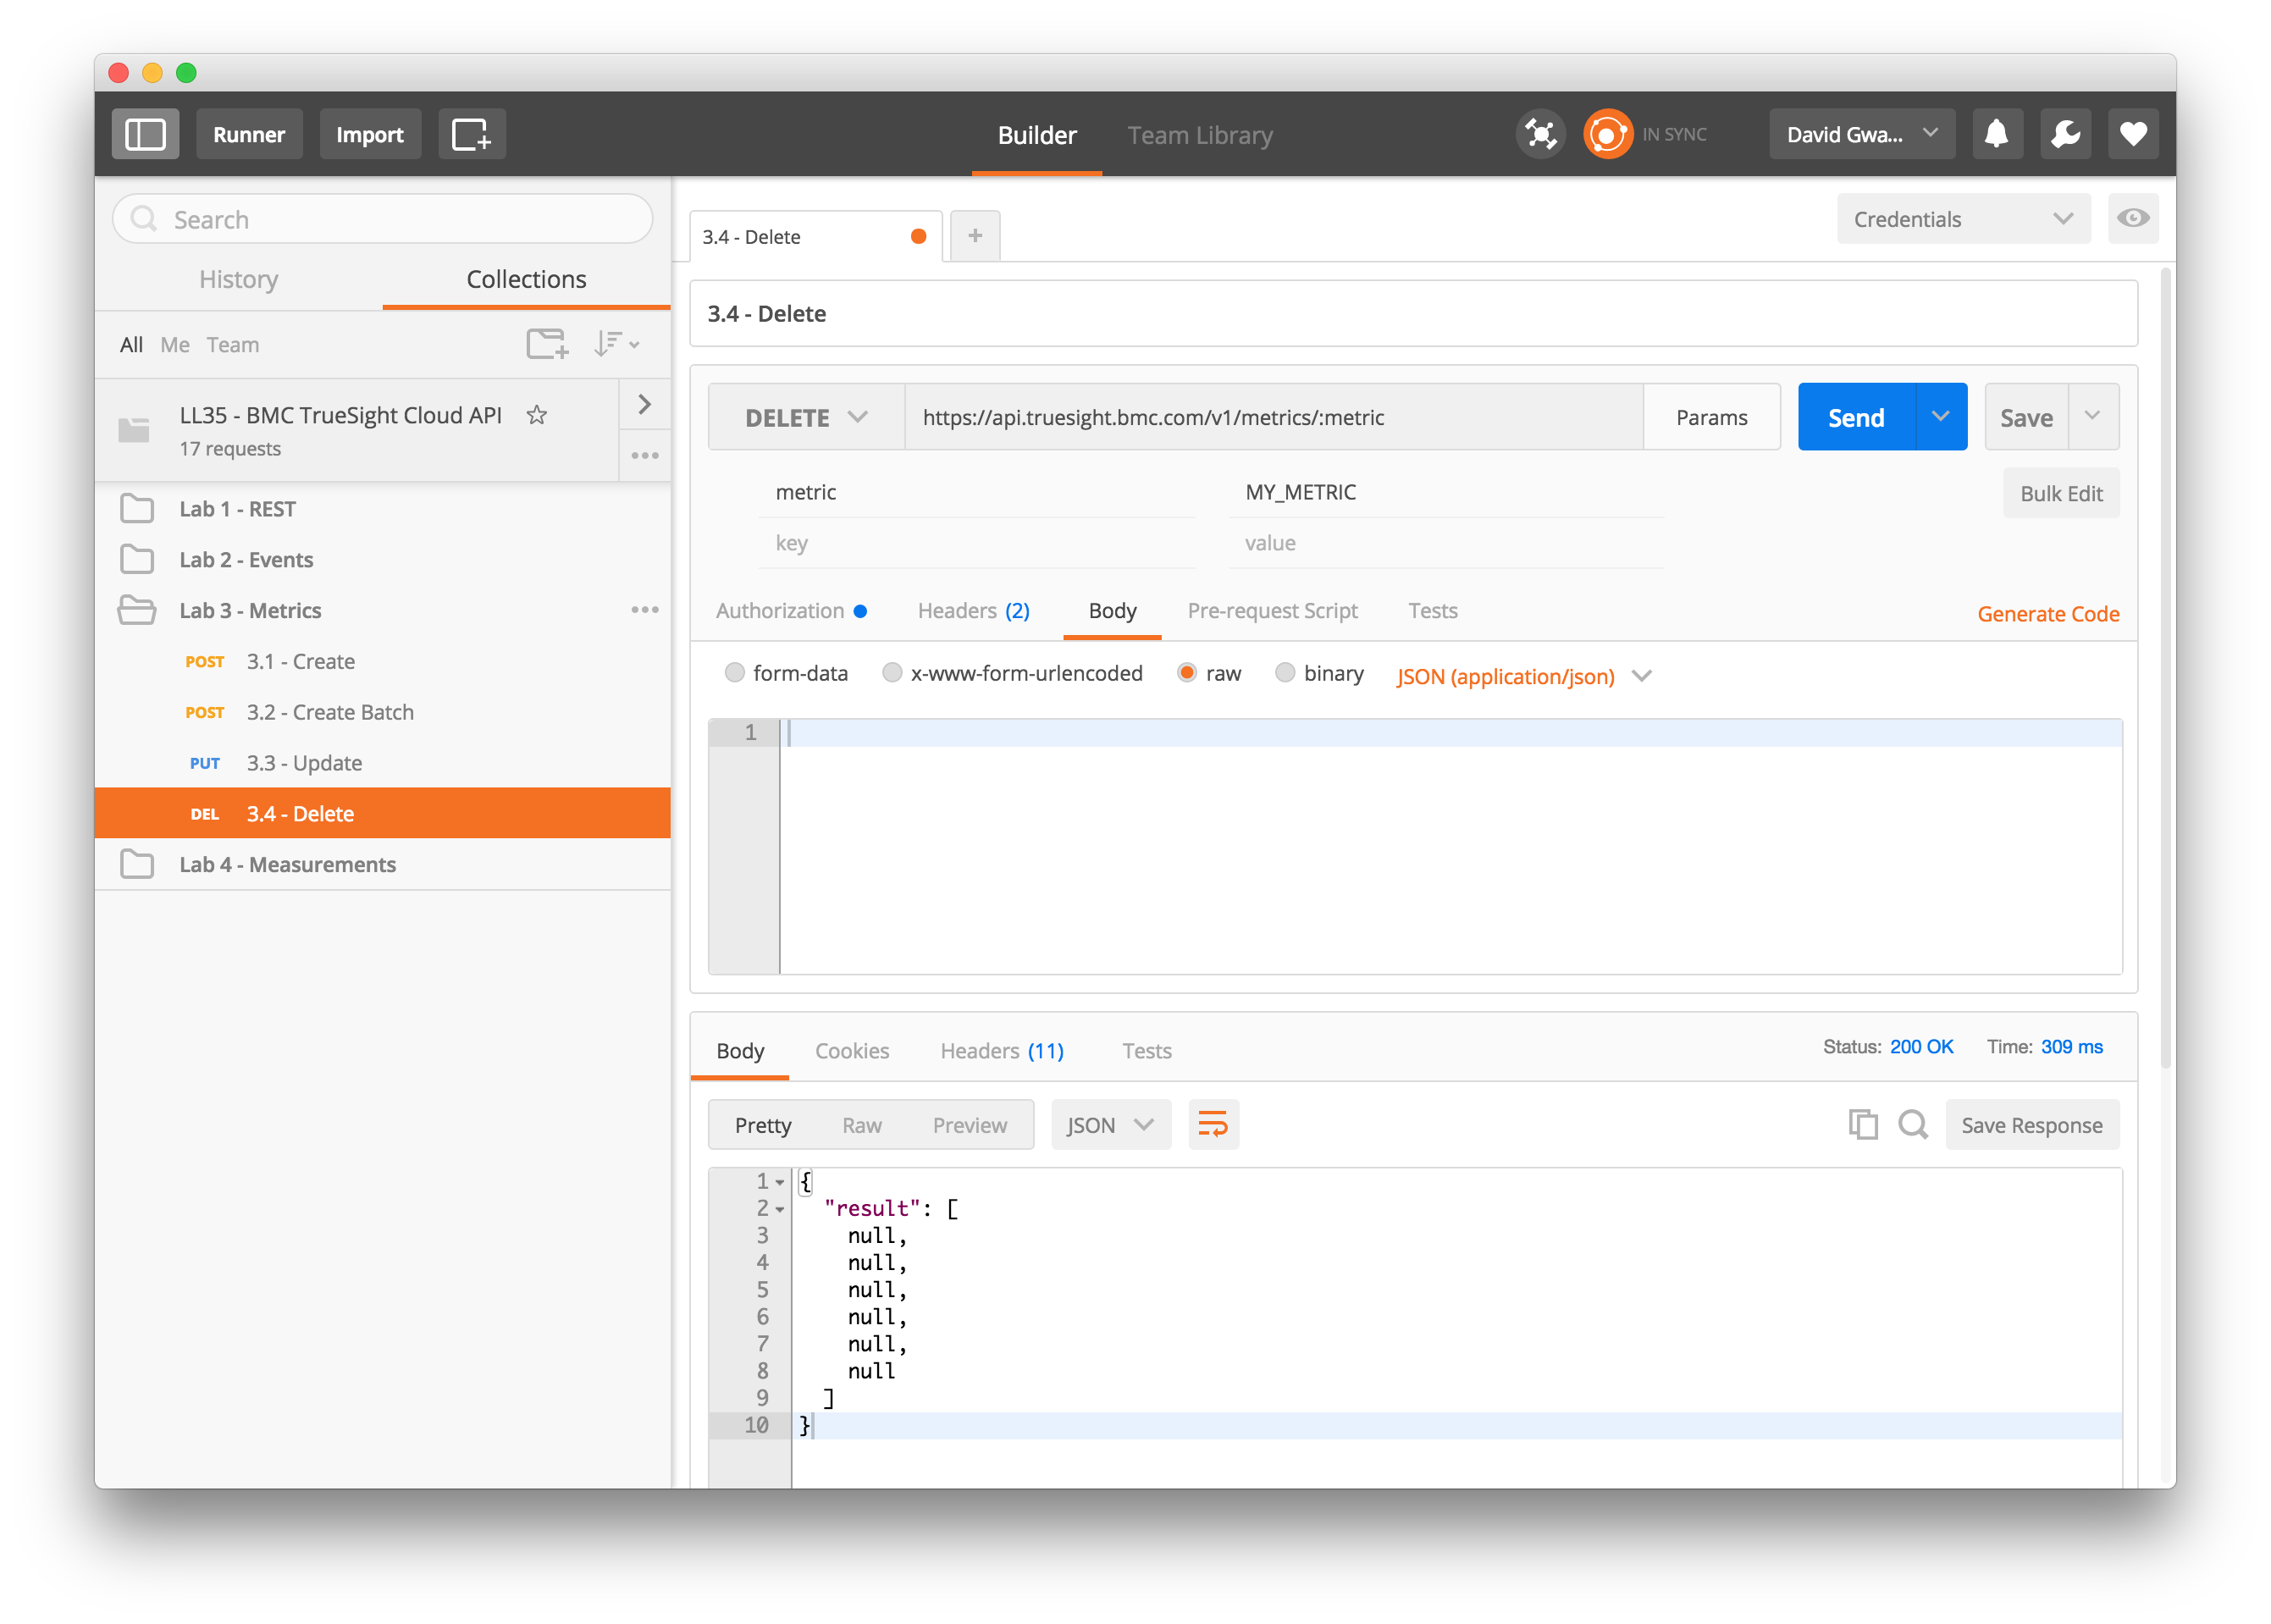 Runner
Import
Builder
Team Library
IN SYNC
David Gwa...
Search
History
Collections
All Me Team
LL35 - BMC TrueSight Cloud API
17 requests
Lab 1 - REST
Lab 2 - Events
Lab 3 - Metrics
POST 3.1 - Create
POST 3.2 - Create Batch
PUT 3.3 - Update
DEL 3.4 - Delete
Lab 4 - Measurements
3.4 - Delete
+
Credentials
3.4 - Delete
DELETE
https://api.truesight.bmc.com/v1/metrics/:metric
Params
Send
Save
metric MY_METRIC
Bulk Edit
key value
Authorization Headers (2) Body Pre-request Script Tests
Generate Code
form-data x-www-form-urlencoded raw binary JSON (application/json)
1
Body Cookies Headers (11) Tests
Status: 200 OK Time: 309 ms
Pretty Raw Preview JSON
Save Response
1 {
2 "result": [
3 null,
4 null,
5 null,
6 null,
7 null,
8 null
9 ]
10 }